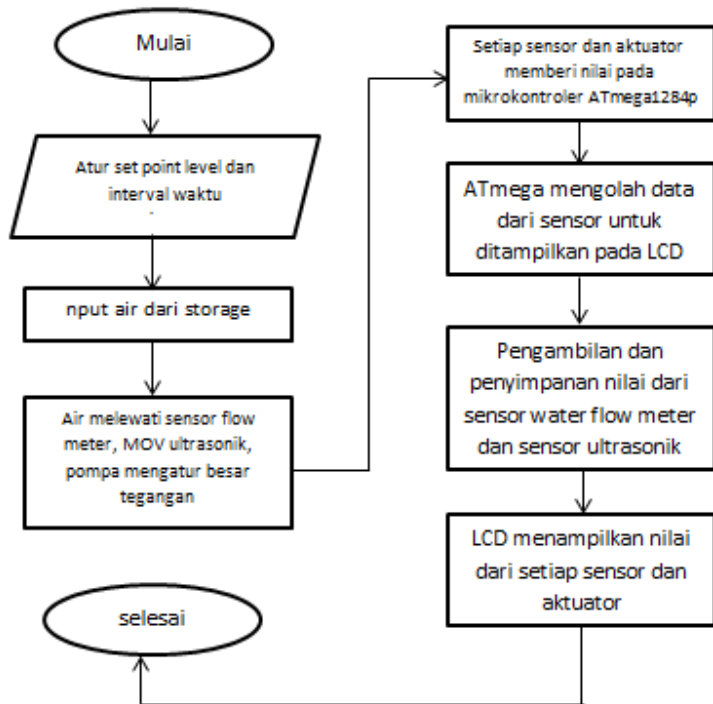 Mulai
Atur set point level dan
interval waktu
nput air dari storage
Air melewati sensor flow
meter, MOV ultrasonik,
pompa mengatur besar
tegangan
Setiap sensor dan aktuator
memberi nilai pada
mikrokontroler ATmega1284p
ATmega mengolah data
dari sensor untuk
ditampilkan pada LCD
Pengambilan dan
penyimpanan nilai dari
sensor water flow meter
dan sensor ultrasonik
LCD menampilkan nilai
dari setiap sensor dan
aktuator
selesai